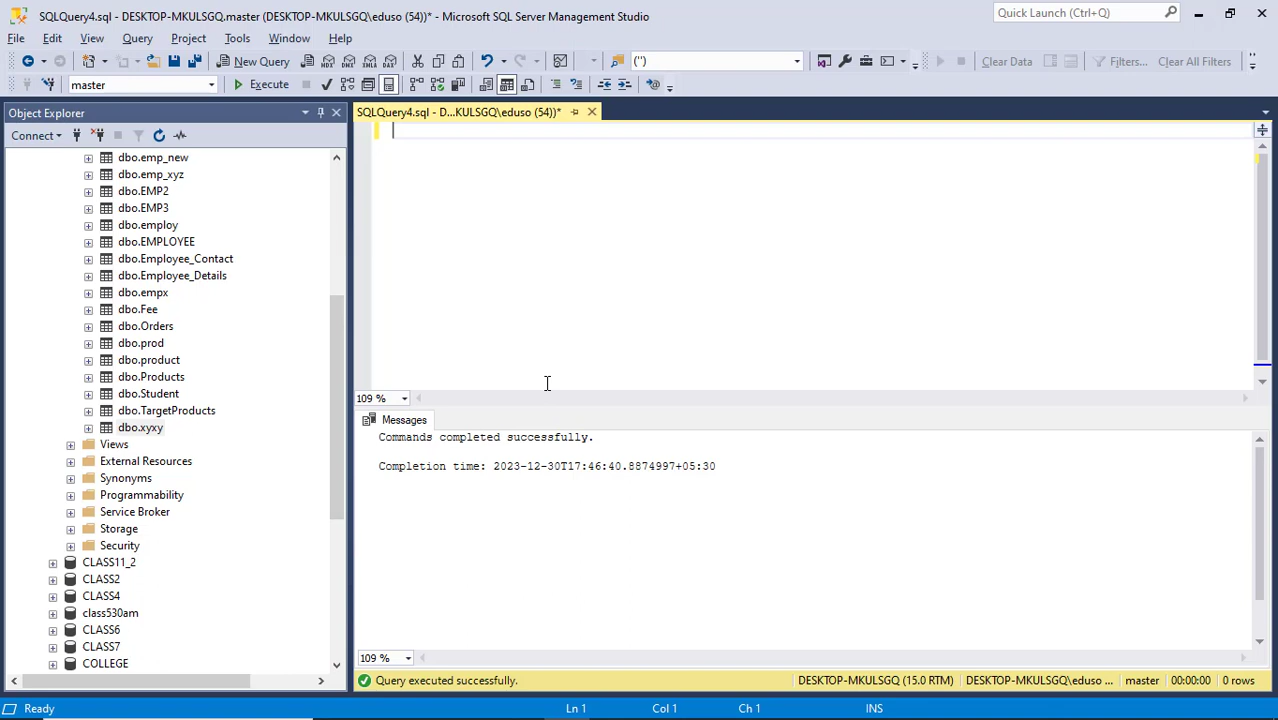 SQLQuery4.sql - DESKTOP-MKULSGQ.master (DESKTOP-MKULSGQ\eduso (54))* - Microsoft SQL Server Management Studio
Quick Launch (Ctrl+Q)
File Edit View Query Project Tools Window Help
New Query
MDX DMX XMLA DAX
('')
Clear Data
Filters...
Clear All Filters
master
Execute
Object Explorer
SQLQuery4.sql - D...KULSGQ\eduso (54))*
Connect
dbo.emp_new
dbo.emp_xyz
dbo.EMP2
dbo.EMP3
dbo.employ
dbo.EMPLOYEE
dbo.Employee_Contact
dbo.Employee_Details
dbo.empx
dbo.Fee
dbo.Orders
dbo.prod
dbo.product
dbo.Products
dbo.Student
dbo.TargetProducts
dbo.xyxy
Views
External Resources
Synonyms
Programmability
Service Broker
Storage
Security
CLASS11_2
CLASS2
CLASS4
class530am
CLASS6
CLASS7
COLLEGE
109 %
Messages
Commands completed successfully.
Completion time: 2023-12-30T17:46:40.8874997+05:30
109 %
Query executed successfully.
DESKTOP-MKULSGQ (15.0 RTM)
DESKTOP-MKULSGQ\eduso ...
master
00:00:00
0 rows
Ready
Ln 1
Col 1
Ch 1
INS